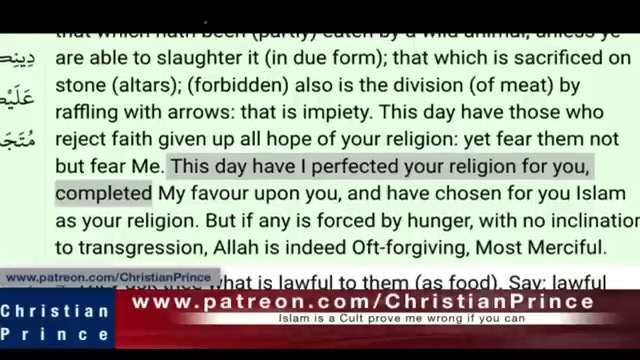 that which hath been (partly) eaten by a wild animal; unless ye
are able to slaughter it (in due form); that which is sacrificed on
stone (altars); (forbidden) also is the division (of meat) by
raffling with arrows: that is impiety. This day have those who
reject faith given up all hope of your religion: yet fear them not
but fear Me. This day have I perfected your religion for you,
completed My favour upon you, and have chosen for you Islam
as your religion. But if any is forced by hunger, with no inclination
to transgression, Allah is indeed Oft-forgiving, Most Merciful.
what is lawful to them (as food). Say: lawful
دِينِكُ
عَلَيْكُ
مُتَجَ
www.patreon.com/ChristianPrince
Christian
Prince
www.patreon.com/ChristianPrince
Islam is a Cult prove me wrong if you can